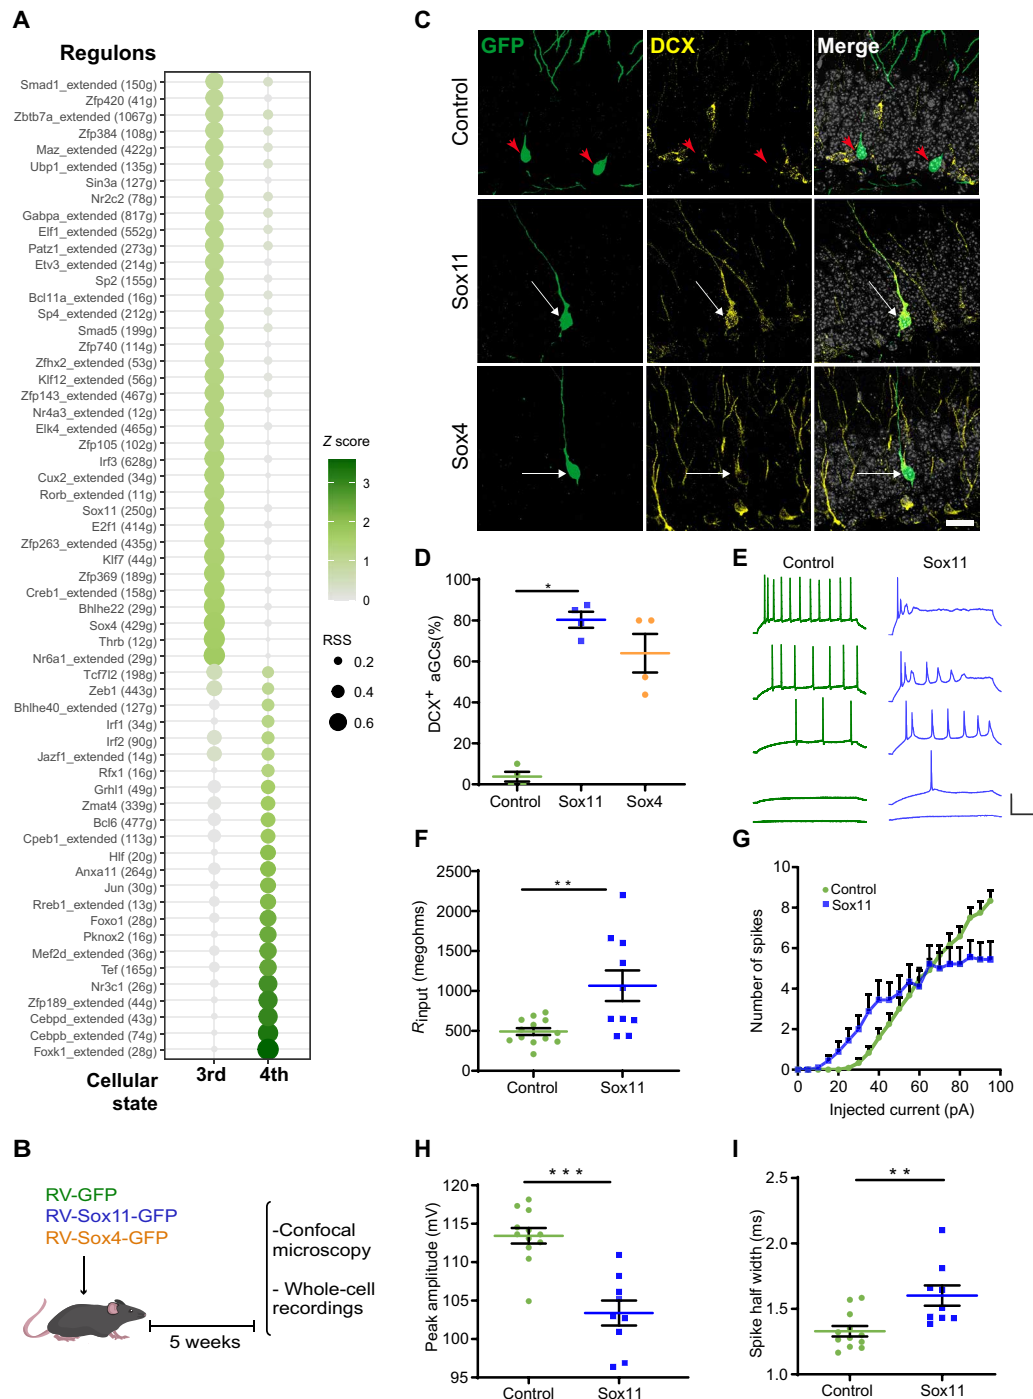 A
Regulons
Smad1_extended (150g)
Zfp420 (41g)
Zbtb7a_extended (1067g)
Zfp384 (108g)
Maz_extended (422g)
Ubp1_extended (135g)
Sin3a (127g)
Nr2c2 (78g)
Gabpa_extended (817g)
Elf1_extended (552g)
Patz1_extended (273g)
Etv3_extended (214g)
Sp2 (155g)
Bcl11a_extended (16g)
Sp4_extended (212g)
Smad5 (199g)
Zfp740 (114g)
Zfhx2_extended (53g)
Klf12_extended (56g)
Zfp143_extended (467g)
Nr4a3_extended (12g)
Elk4_extended (465g)
Zfp105 (102g)
Irf3 (628g)
Cux2_extended (34g)
Rorb_extended (11g)
Sox11 (250g)
E2f1 (414g)
Zfp263_extended (435g)
Klf7 (44g)
Zfp369 (189g)
Creb1_extended (158g)
Bhlhe22 (29g)
Sox4 (429g)
Thrb (12g)
Nr6a1_extended (29g)
Tcf7l2 (198g)
Zeb1 (443g)
Bhlhe40_extended (127g)
Irf1 (34g)
Irf2 (90g)
Jazf1_extended (14g)
Rfx1 (16g)
Grhl1 (49g)
Zmat4 (339g)
Bcl6 (477g)
Cpeb1_extended (113g)
Hlf (20g)
Anxa11 (264g)
Jun (30g)
Rreb1_extended (13g)
Foxo1 (28g)
Pknox2 (16g)
Mef2d_extended (36g)
Tef (165g)
Nr3c1 (26g)
Zfp189_extended (44g)
Cebpd_extended (43g)
Cebpb_extended (74g)
Foxk1_extended (28g)
Cellular
state
3rd 4th
Z score
3
2
1
0
RSS
0.2
0.4
0.6
B
RV-GFP
RV-Sox11-GFP
RV-Sox4-GFP
5 weeks
-Confocal
microscopy
- Whole-cell
recordings
C
GFP DCX Merge
Control
Sox11
Sox4
D
DCX+ aGCs(%)
100
80
60
40
20
0
*
Control Sox11 Sox4
E
Control Sox11
F
Rinput (megohms)
2500
2000
1500
1000
500
0
**
Control Sox11
G
Number of spikes
10
8
6
4
2
0
Control
Sox11
0 20 40 60 80 100
Injected current (pA)
H
Peak amplitude (mV)
120
115
110
105
100
95
***
Control Sox11
I
Spike half width (ms)
2.5
2.0
1.5
1.0
**
Control Sox11